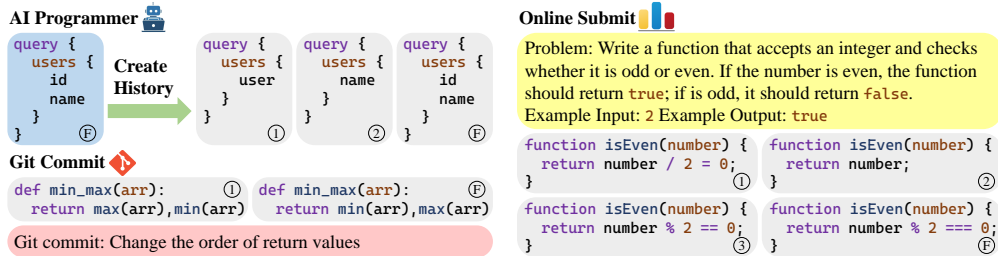 AI Programmer
query {
users {
id
name
}
}
Ⓕ
Create
History
query {
users {
user
}
}
①
query {
users {
name
}
}
②
query {
users {
id
name
}
}
Ⓕ
Git Commit
def min_max(arr):
return max(arr),min(arr)
①
def min_max(arr):
return min(arr),max(arr)
Ⓕ
Git commit: Change the order of return values
Online Submit
Problem: Write a function that accepts an integer and checks
whether it is odd or even. If the number is even, the function
should return true; if is odd, it should return false.
Example Input: 2 Example Output: true
function isEven(number) {
return number / 2 = 0;
}
①
function isEven(number) {
return number;
}
②
function isEven(number) {
return number % 2 == 0;
}
③
function isEven(number) {
return number % 2 === 0;
}
Ⓕ